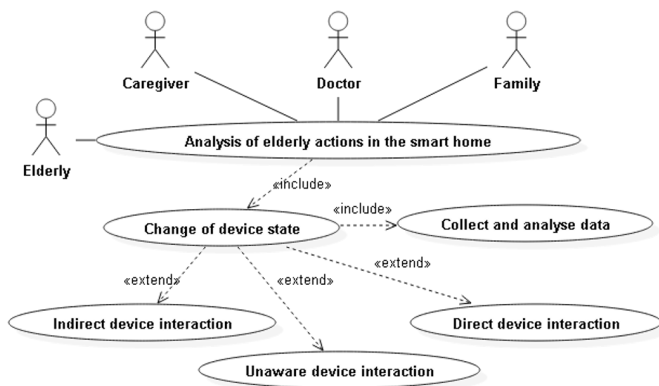 Caregiver
Doctor
Family
Elderly
Analysis of elderly actions in the smart home
«include»
Change of device state
«include»
Collect and analyse data
«extend»
«extend»
«extend»
Indirect device interaction
Direct device interaction
Unaware device interaction